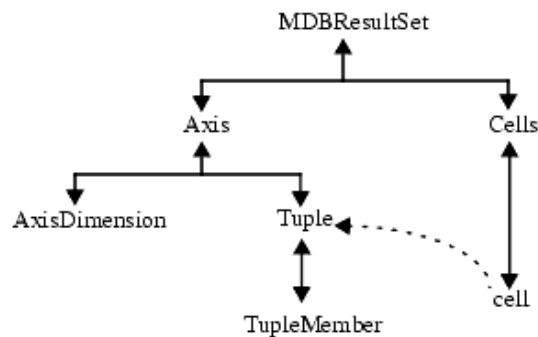 MDBResultSet
Axis
Cells
AxisDimension
Tuple
cell
TupleMember